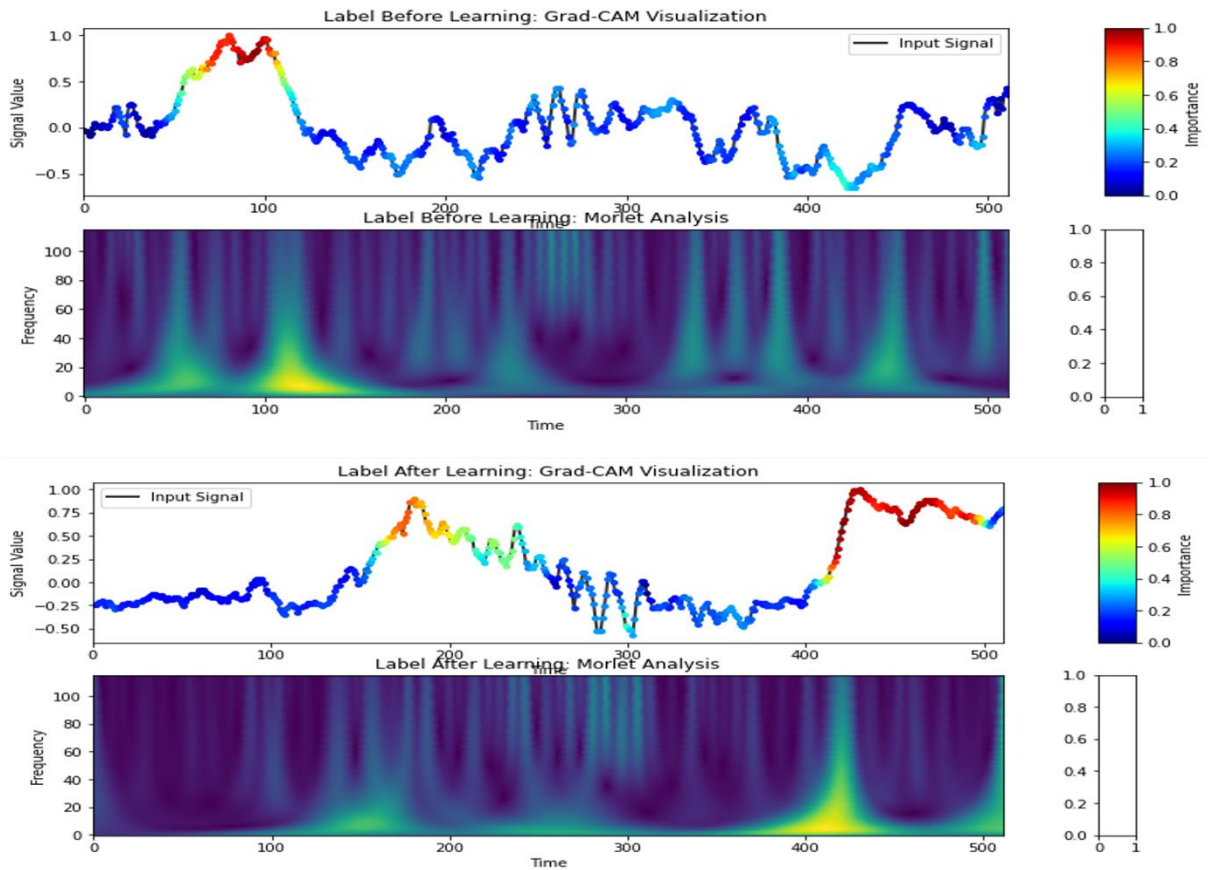 Label Before Learning: Grad-CAM Visualization
1.0
0.5
0.0
−0.5
Signal Value
Input Signal
0 100 200 300 400 500
Time
1.0
0.8
0.6
0.4
0.2
0.0
Importance
Label Before Learning: Morlet Analysis
100
80
60
40
20
0
Frequency
0 100 200 300 400 500
Time
1.0
0.8
0.6
0.4
0.2
0.0
0 1
Label After Learning: Grad-CAM Visualization
1.00
0.75
0.50
0.25
0.00
−0.25
−0.50
Signal Value
Input Signal
0 100 200 300 400 500
Time
1.0
0.8
0.6
0.4
0.2
0.0
Importance
Label After Learning: Morlet Analysis
100
80
60
40
20
0
Frequency
0 100 200 300 400 500
Time
1.0
0.8
0.6
0.4
0.2
0.0
0 1